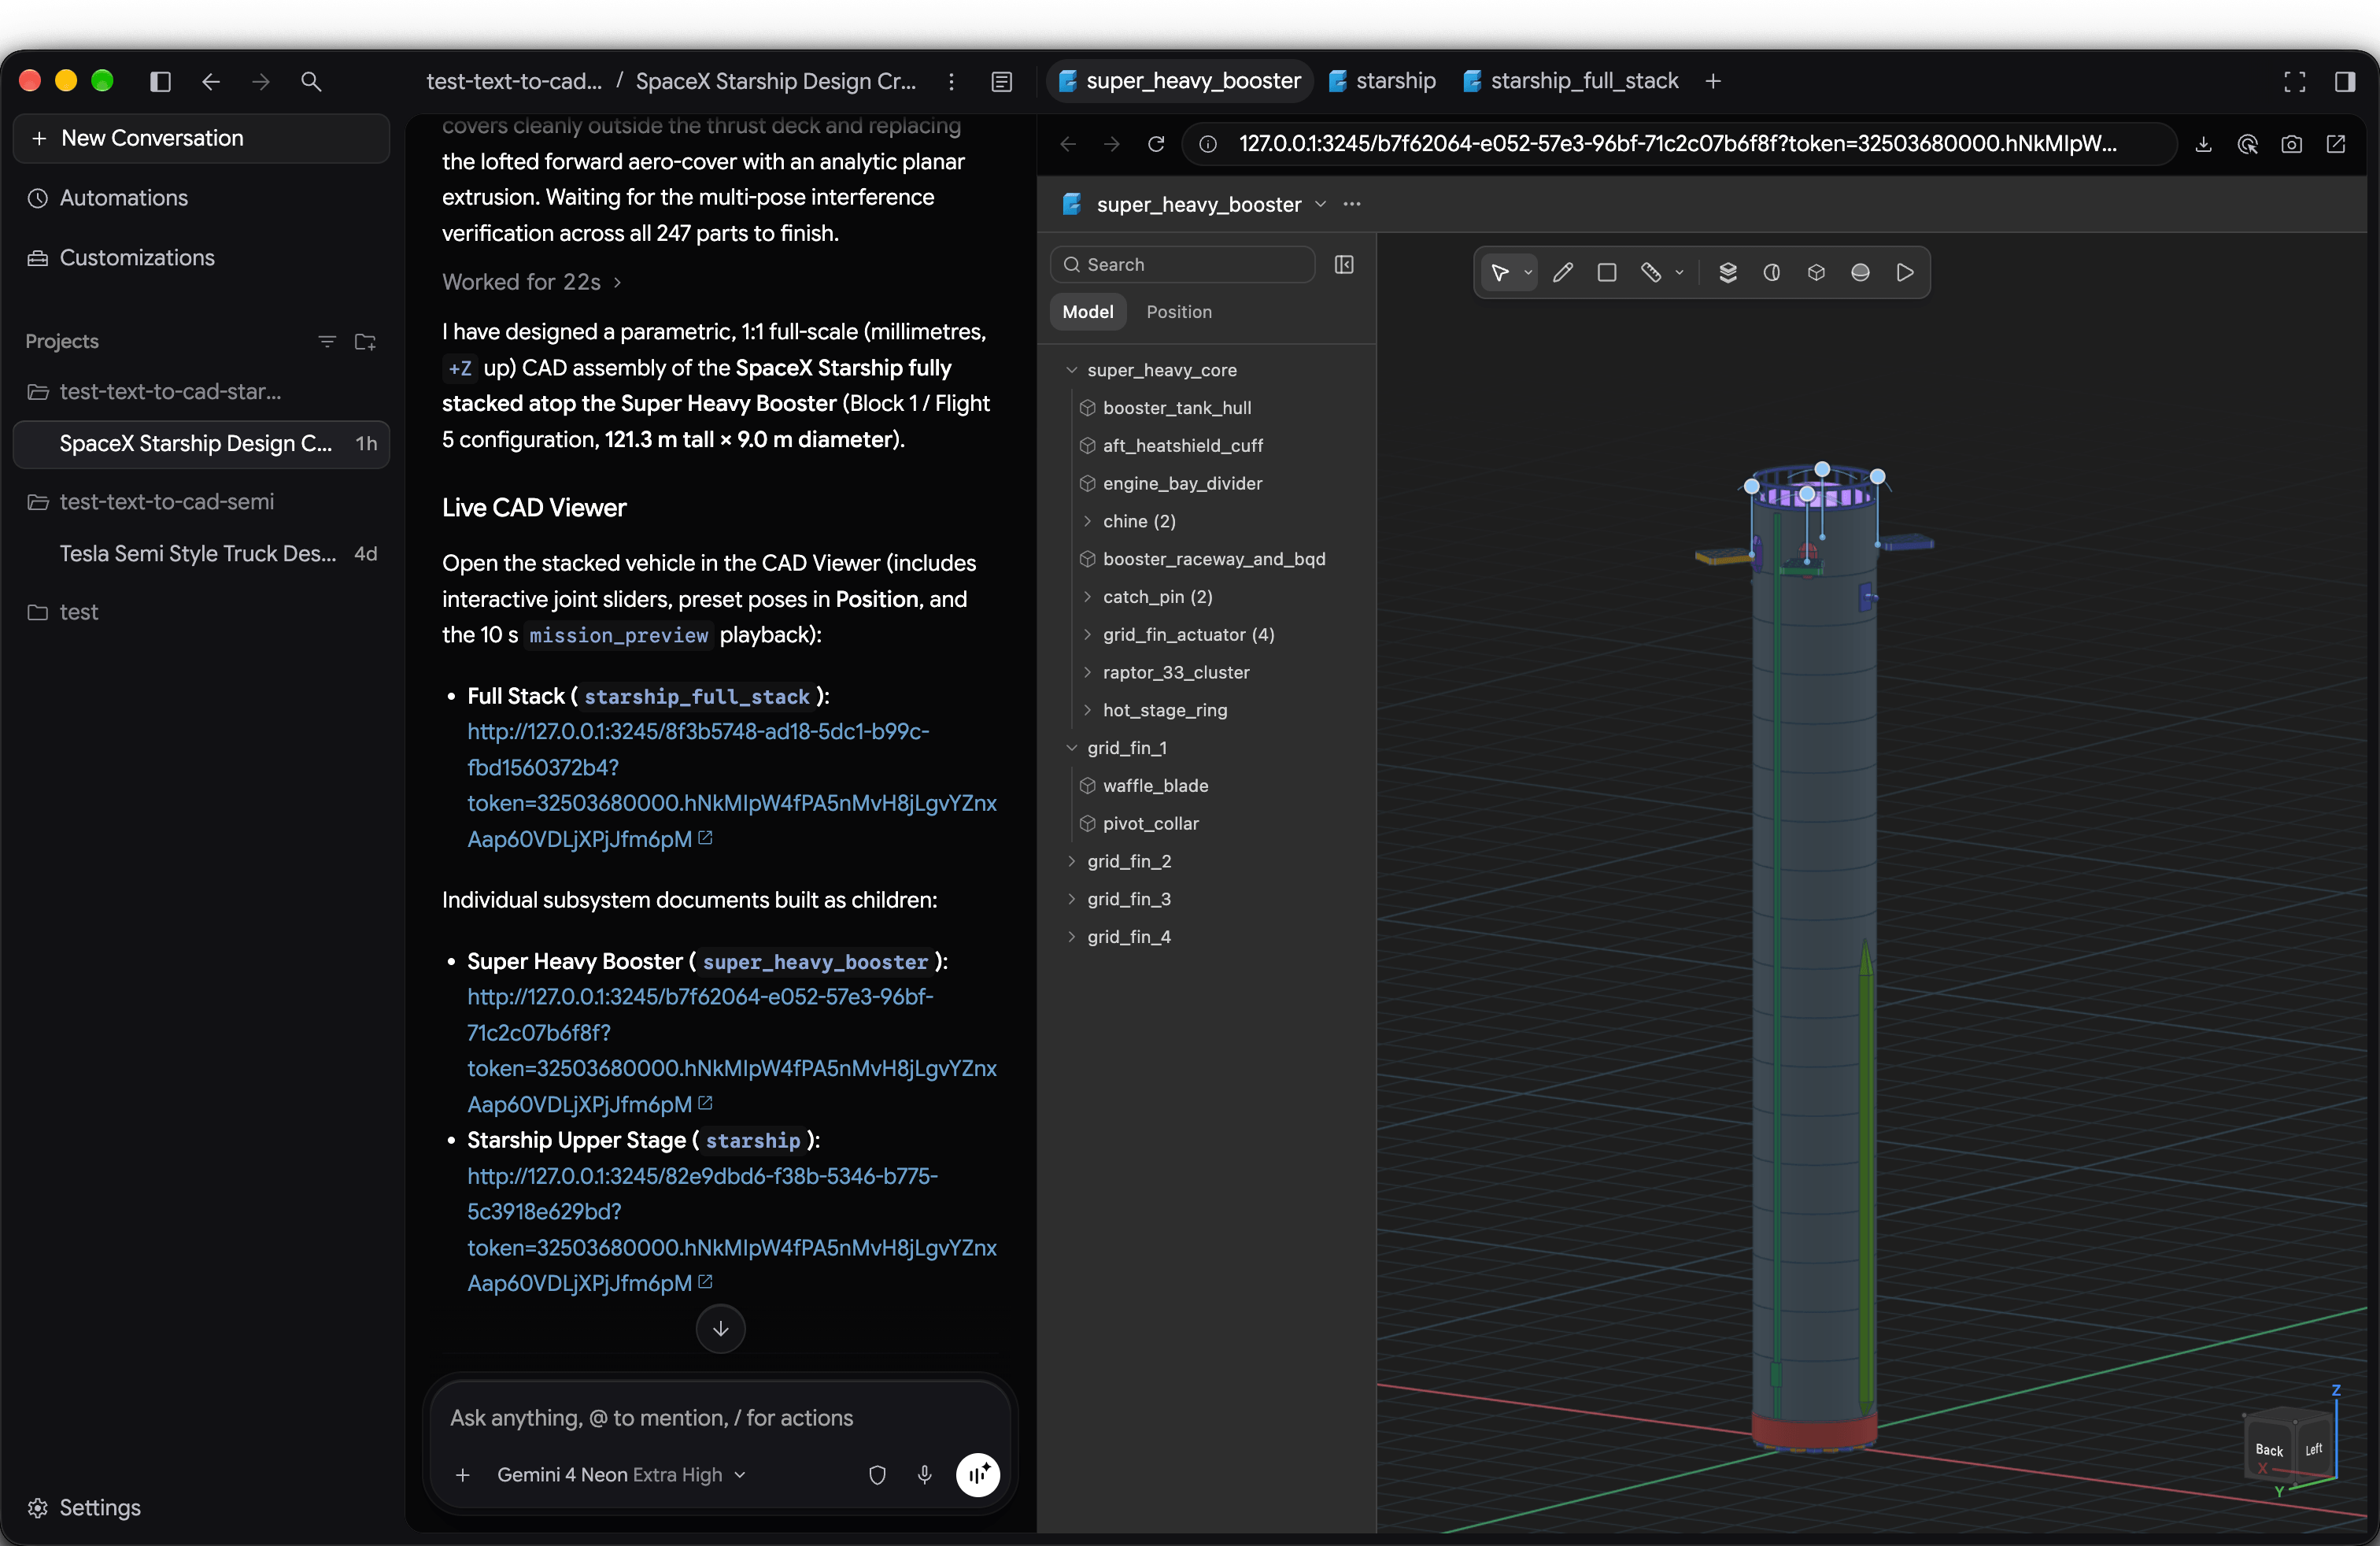 test-text-to-cad... / SpaceX Starship Design Cr...
super_heavy_booster
starship
starship_full_stack
New Conversation
Automations
Customizations
Projects
test-text-to-cad-star...
SpaceX Starship Design C... 1h
test-text-to-cad-semi
Tesla Semi Style Truck Des... 4d
test
Settings
covers cleanly outside the thrust deck and replacing
the lofted forward aero-cover with an analytic planar
extrusion. Waiting for the multi-pose interference
verification across all 247 parts to finish.
Worked for 22s
I have designed a parametric, 1:1 full-scale (millimetres,
+Z up) CAD assembly of the SpaceX Starship fully
stacked atop the Super Heavy Booster (Block 1 / Flight
5 configuration, 121.3 m tall × 9.0 m diameter).
Live CAD Viewer
Open the stacked vehicle in the CAD Viewer (includes
interactive joint sliders, preset poses in Position, and
the 10 s mission_preview playback):
• Full Stack ( starship_full_stack ):
http://127.0.0.1:3245/8f3b5748-ad18-5dc1-b99c-
fbd1560372b4?
token=32503680000.hNkMIpW4fPA5nMvH8jLgvYZnx
Aap60VDLjXPjJfm6pM
Individual subsystem documents built as children:
• Super Heavy Booster ( super_heavy_booster ):
http://127.0.0.1:3245/b7f62064-e052-57e3-96bf-
71c2c07b6f8f?
token=32503680000.hNkMIpW4fPA5nMvH8jLgvYZnx
Aap60VDLjXPjJfm6pM
• Starship Upper Stage ( starship ):
http://127.0.0.1:3245/82e9dbd6-f38b-5346-b775-
5c3918e629bd?
token=32503680000.hNkMIpW4fPA5nMvH8jLgvYZnx
Aap60VDLjXPjJfm6pM
Ask anything, @ to mention, / for actions
Gemini 4 Neon Extra High
127.0.0.1:3245/b7f62064-e052-57e3-96bf-71c2c07b6f8f?token=32503680000.hNkMIpW...
super_heavy_booster
Search
Model
Position
super_heavy_core
booster_tank_hull
aft_heatshield_cuff
engine_bay_divider
chine (2)
booster_raceway_and_bqd
catch_pin (2)
grid_fin_actuator (4)
raptor_33_cluster
hot_stage_ring
grid_fin_1
waffle_blade
pivot_collar
grid_fin_2
grid_fin_3
grid_fin_4
Z
Back
Left
X
Y